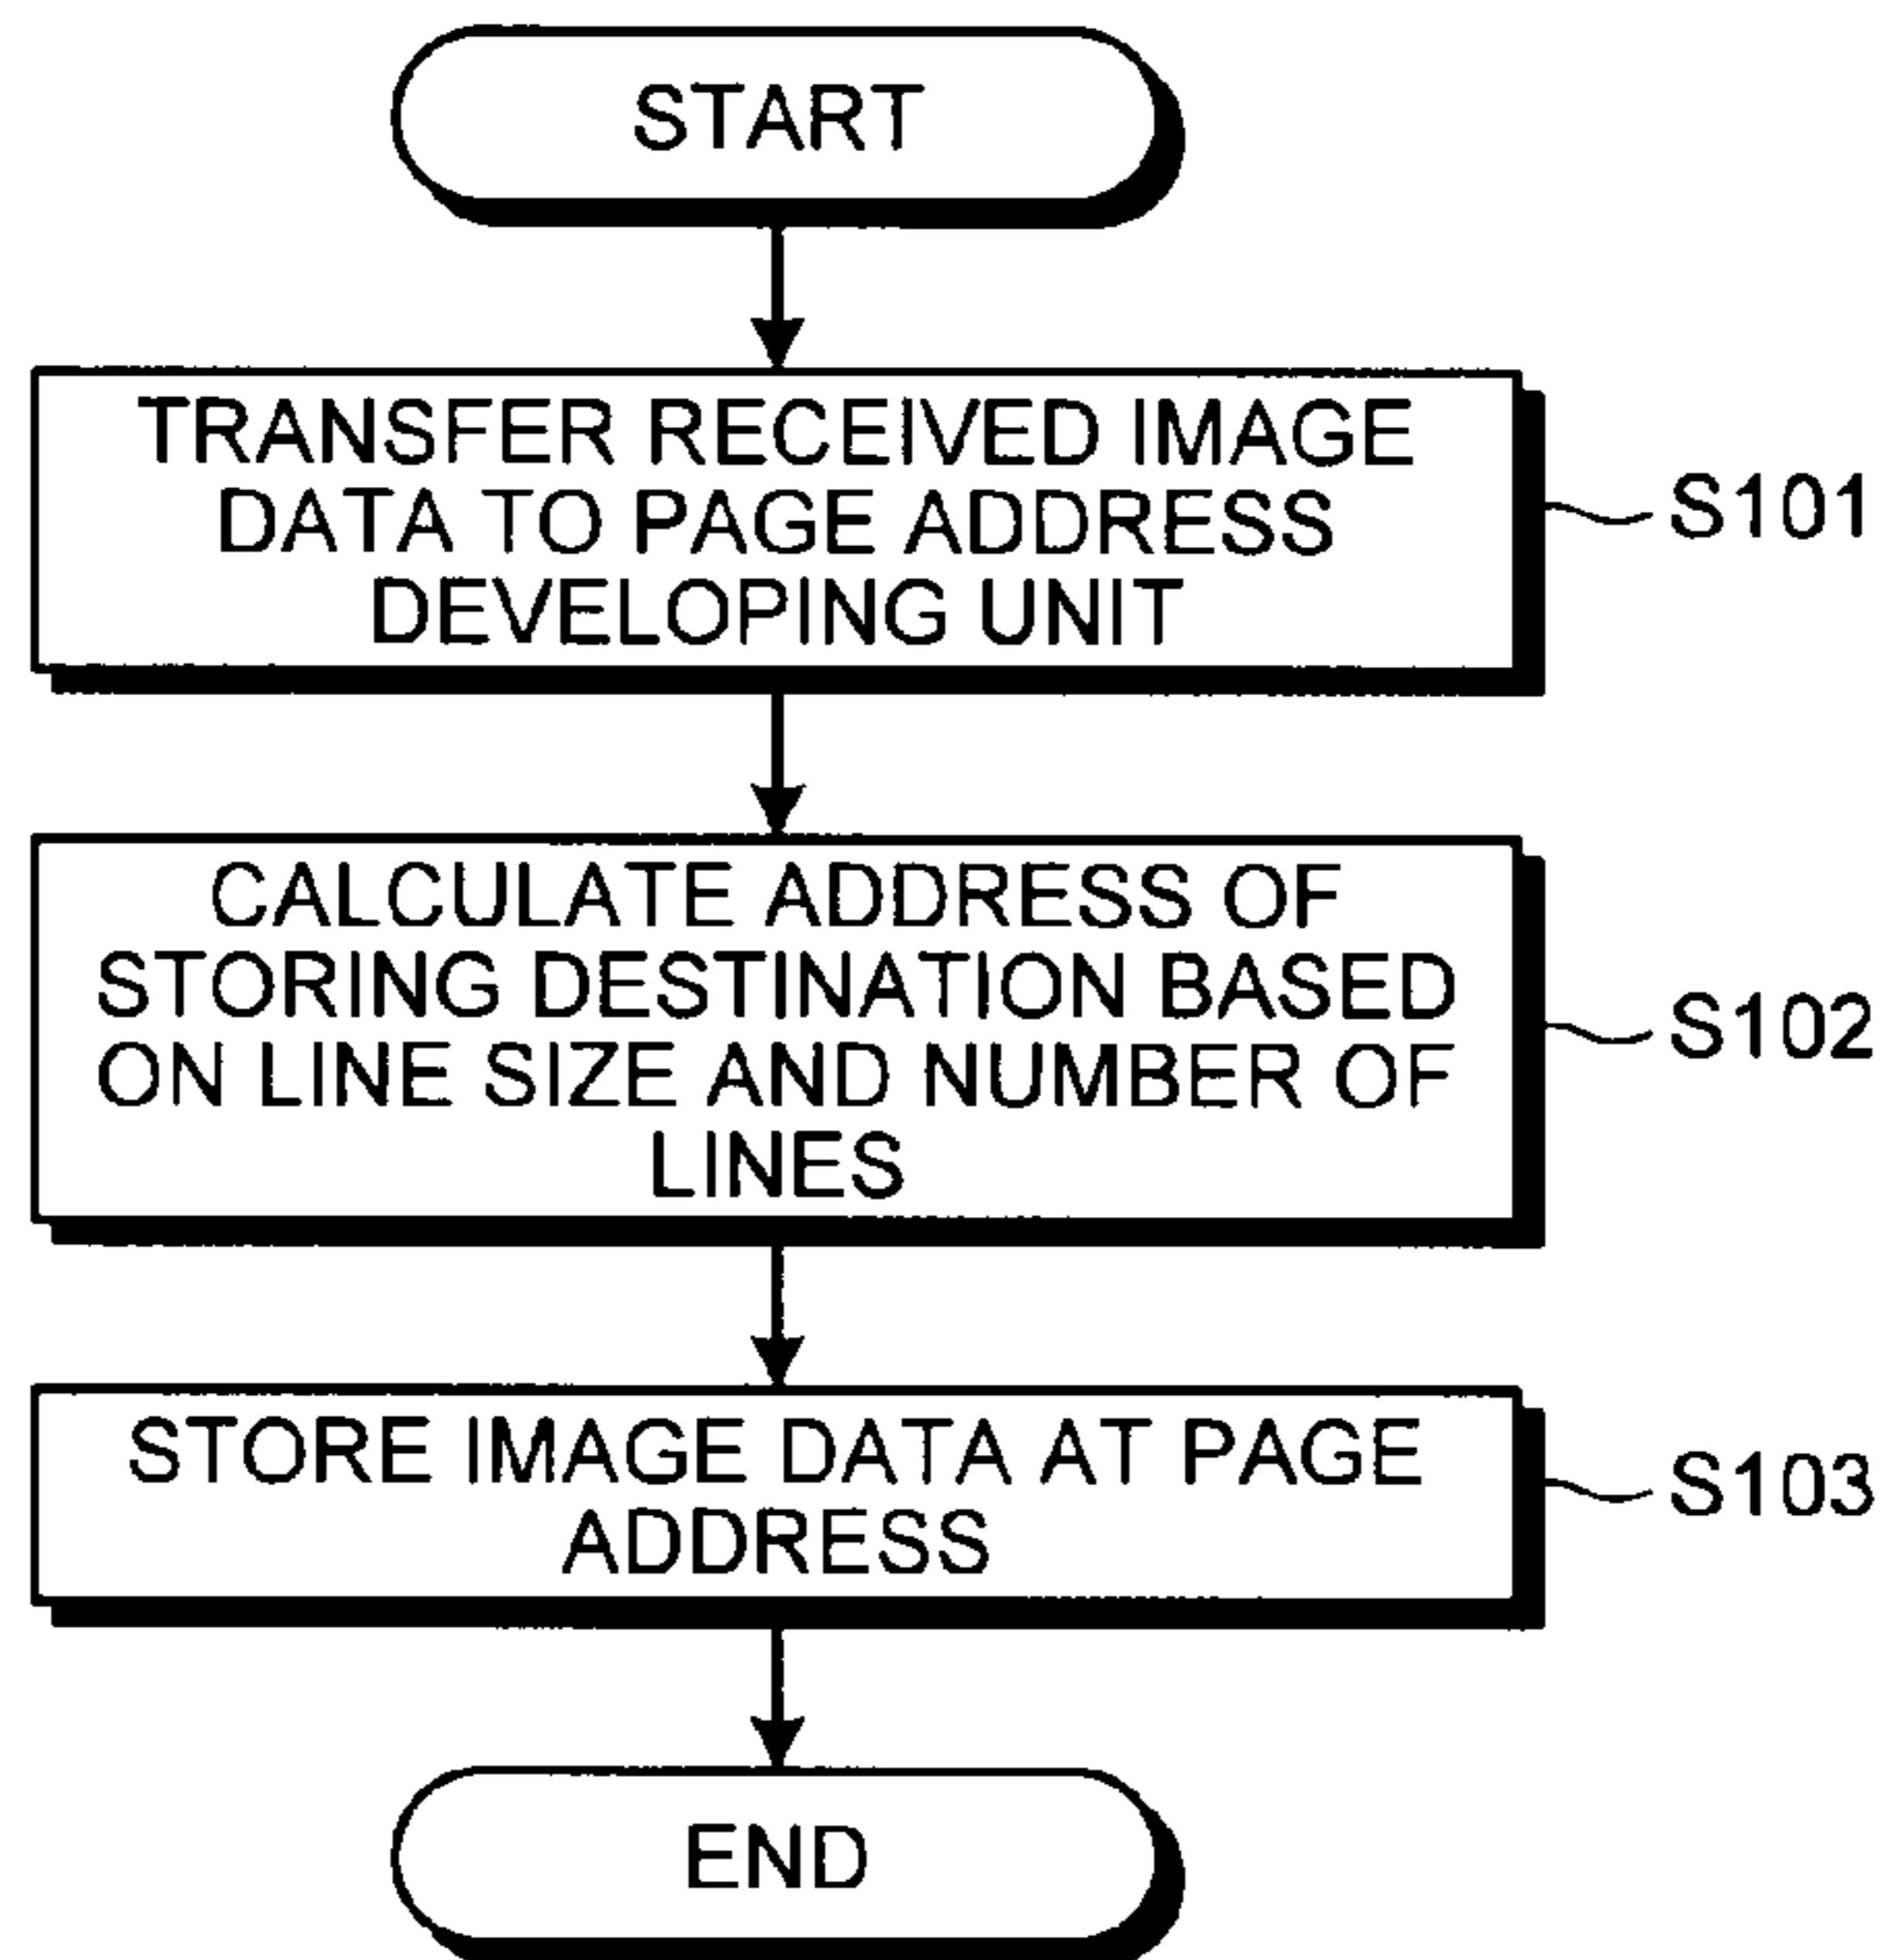 START
TRANSFER RECEIVED IMAGE
DATA TO PAGE ADDRESS
DEVELOPING UNIT
S101
CALCULATE ADDRESS OF
STORING DESTINATION BASED
ON LINE SIZE AND NUMBER OF
LINES
S102
STORE IMAGE DATA AT PAGE
ADDRESS
S103
END